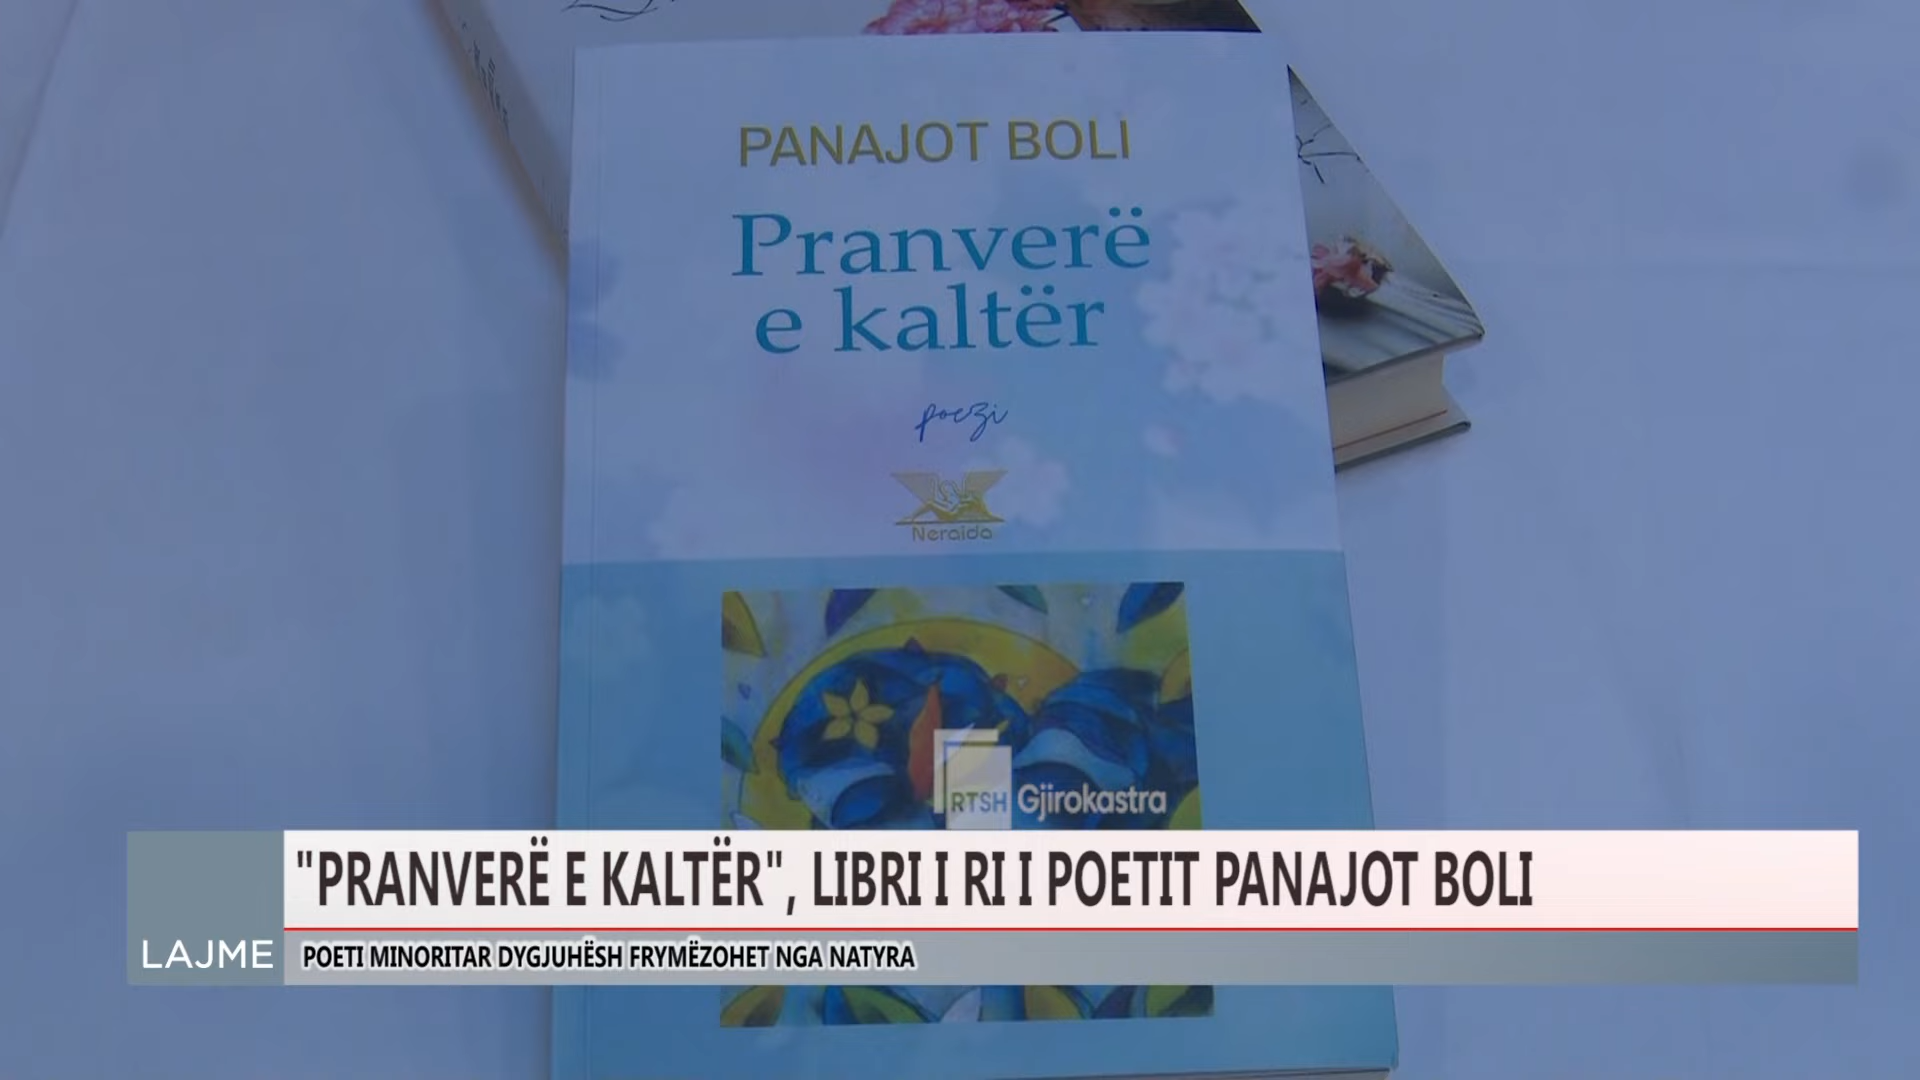 PANAJOT BOLI
Pranverë
e kaltër
poezi
Neraida
RTSH Gjirokastra
"PRANVERË E KALTËR", LIBRI I RI I POETIT PANAJOT BOLI
LAJME
POETI MINORITAR DYGJUHËSH FRYMËZOHET NGA NATYRA